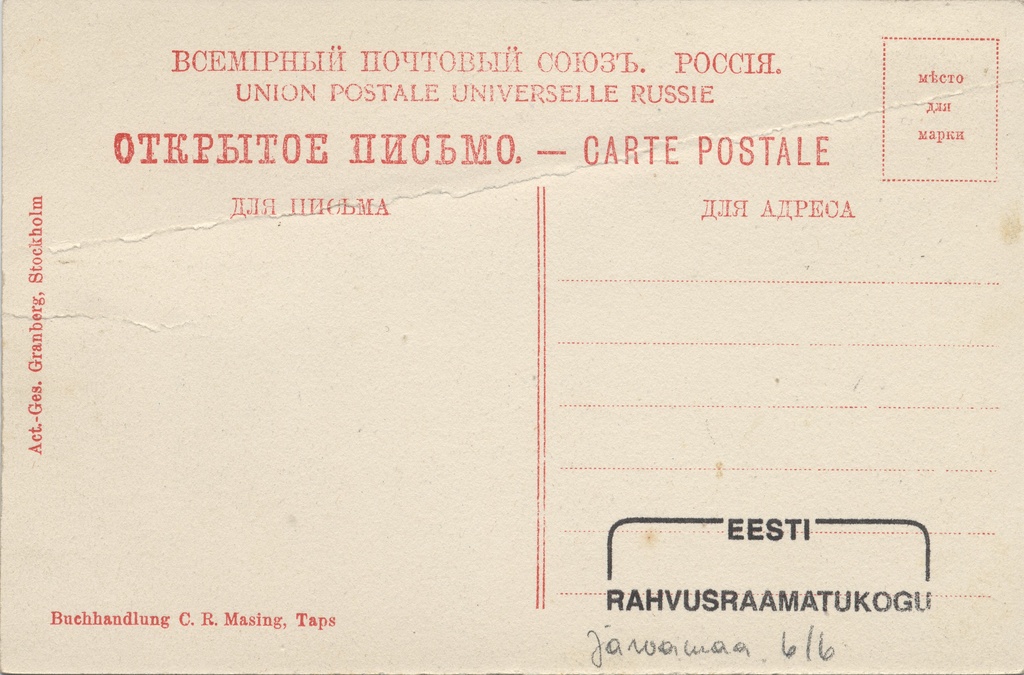 ВСЕМІРНЫЙ ПОЧТОВЫЙ СОЮЗЪ. РОССІЯ.
UNION POSTALE UNIVERSELLE RUSSIE
ОТКРЫТОЕ ПИСЬМО. — CARTE POSTALE
мѣсто
для
марки
ДЛЯ ПИСЬМА
ДЛЯ АДРЕСА
Act.-Ges. Granberg, Stockholm
Buchhandlung C. R. Masing, Taps
EESTI
RAHVUSRAAMATUKOGU
Järvamaa 6/6